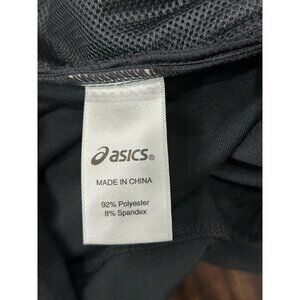 asics®
MADE IN CHINA
92% Polyester
8% Spandex